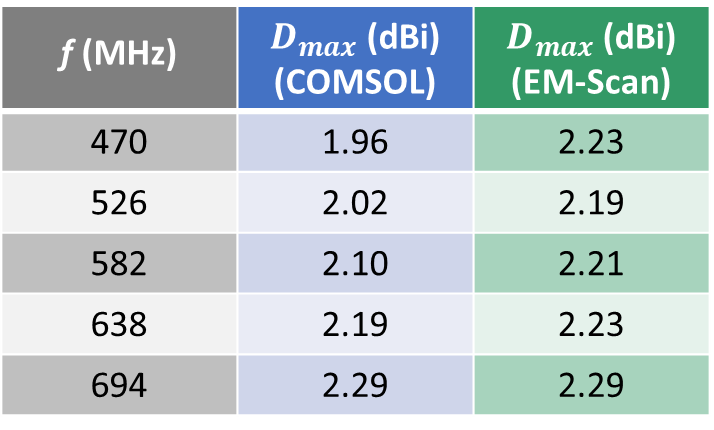 f (MHz) D_max (dBi) (COMSOL) D_max (dBi) (EM-Scan)
470 1.96 2.23
526 2.02 2.19
582 2.10 2.21
638 2.19 2.23
694 2.29 2.29